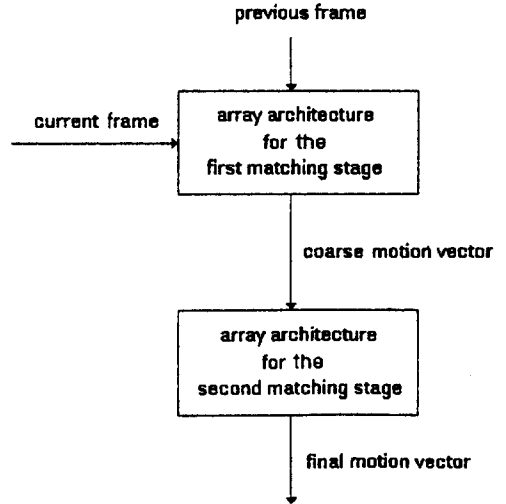 previous frame
current frame
array architecture
for the
first matching stage
coarse motion vector
array architecture
for the
second matching stage
final motion vector